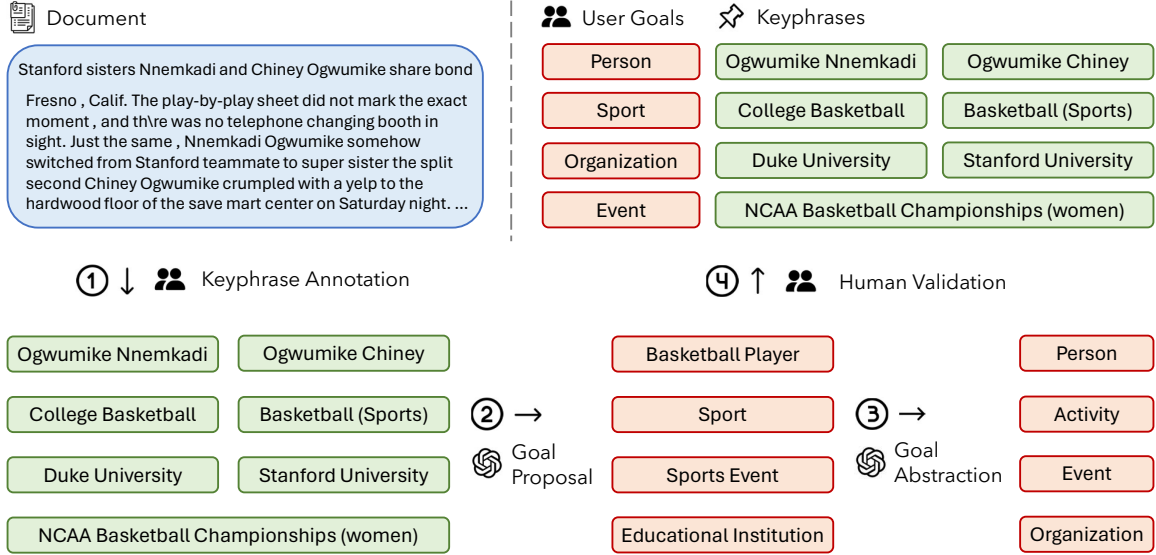 Document
Stanford sisters Nnemkadi and Chiney Ogwumike share bond
Fresno , Calif. The play-by-play sheet did not mark the exact
moment , and th\re was no telephone changing booth in
sight. Just the same , Nnemkadi Ogwumike somehow
switched from Stanford teammate to super sister the split
second Chiney Ogwumike crumpled with a yelp to the
hardwood floor of the save mart center on Saturday night. ...
User Goals
Keyphrases
Person
Ogwumike Nnemkadi
Ogwumike Chiney
Sport
College Basketball
Basketball (Sports)
Organization
Duke University
Stanford University
Event
NCAA Basketball Championships (women)
1 ↓ Keyphrase Annotation
4 ↑ Human Validation
Ogwumike Nnemkadi
Ogwumike Chiney
College Basketball
Basketball (Sports)
Duke University
Stanford University
NCAA Basketball Championships (women)
2 →
Goal
Proposal
Basketball Player
Sport
Sports Event
Educational Institution
3 →
Goal
Abstraction
Person
Activity
Event
Organization